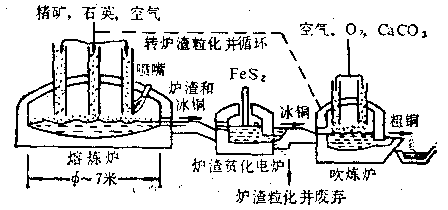 精矿，石英，空气
转炉渣粒化并循环
空气，O₂，CaCO₃
喷嘴
炉渣和
冰铜
FeS₂
冰铜
粗铜
熔炼炉
炉渣贫化电炉
吹炼炉
φ~7米
炉渣粒化并废弃